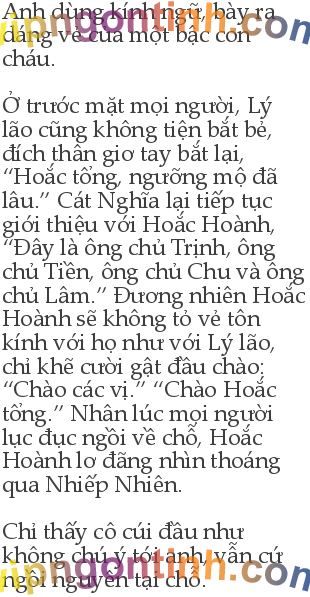 Anh dùng kính ngữ, bày ra
dáng vẻ của một bậc con
cháu.

Ở trước mặt mọi người, Lý
lão cũng không tiện bắt bẻ,
đích thân giơ tay bắt lại,
“Hoắc tổng, ngưỡng mộ đã
lâu.” Cát Nghĩa lại tiếp tục
giới thiệu với Hoắc Hoành,
“Đây là ông chủ Trịnh, ông
chủ Tiền, ông chủ Chu và ông
chủ Lâm.” Đương nhiên Hoắc
Hoành sẽ không tỏ vẻ tôn
kính với họ như với Lý lão,
chỉ khẽ cười gật đầu chào:
“Chào các vị.” “Chào Hoắc
tổng.” Nhân lúc mọi người
lục đục ngồi về chỗ, Hoắc
Hoành lơ đãng nhìn thoáng
qua Nhiếp Nhiên.

Chỉ thấy cô cúi đầu như
không chú ý tới anh, vẫn cứ
ngồi nguyên tại chỗ.
vipngontinh.com
vipngontinh.com